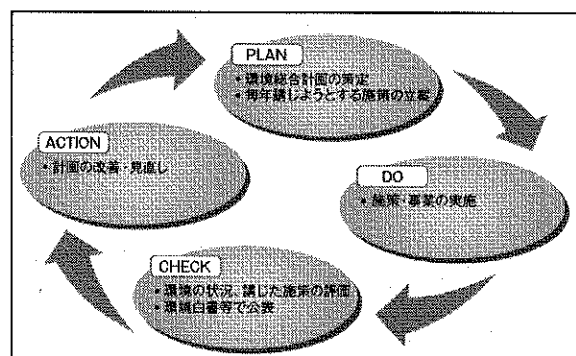 PLAN
・環境総合計画の策定
・毎年講じようとする施策の立案
DO
・施策・事業の実施
CHECK
・環境の状況、講じた施策の評価
・環境白書等で公表
ACTION
・計画の改善・見直し